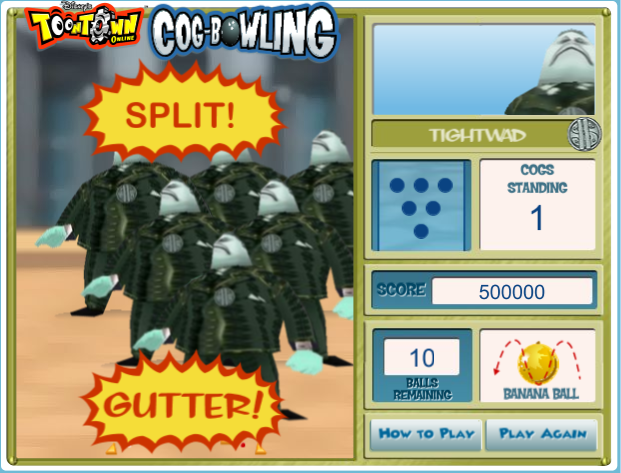 Disney's
TOONTOWN
ONLINE
COG-BOWLING
SPLIT!
GUTTER!
TIGHTWAD
COGS
STANDING
1
SCORE 500000
10
BALLS
REMAINING
BANANA BALL
HOW TO PLAY
PLAY AGAIN